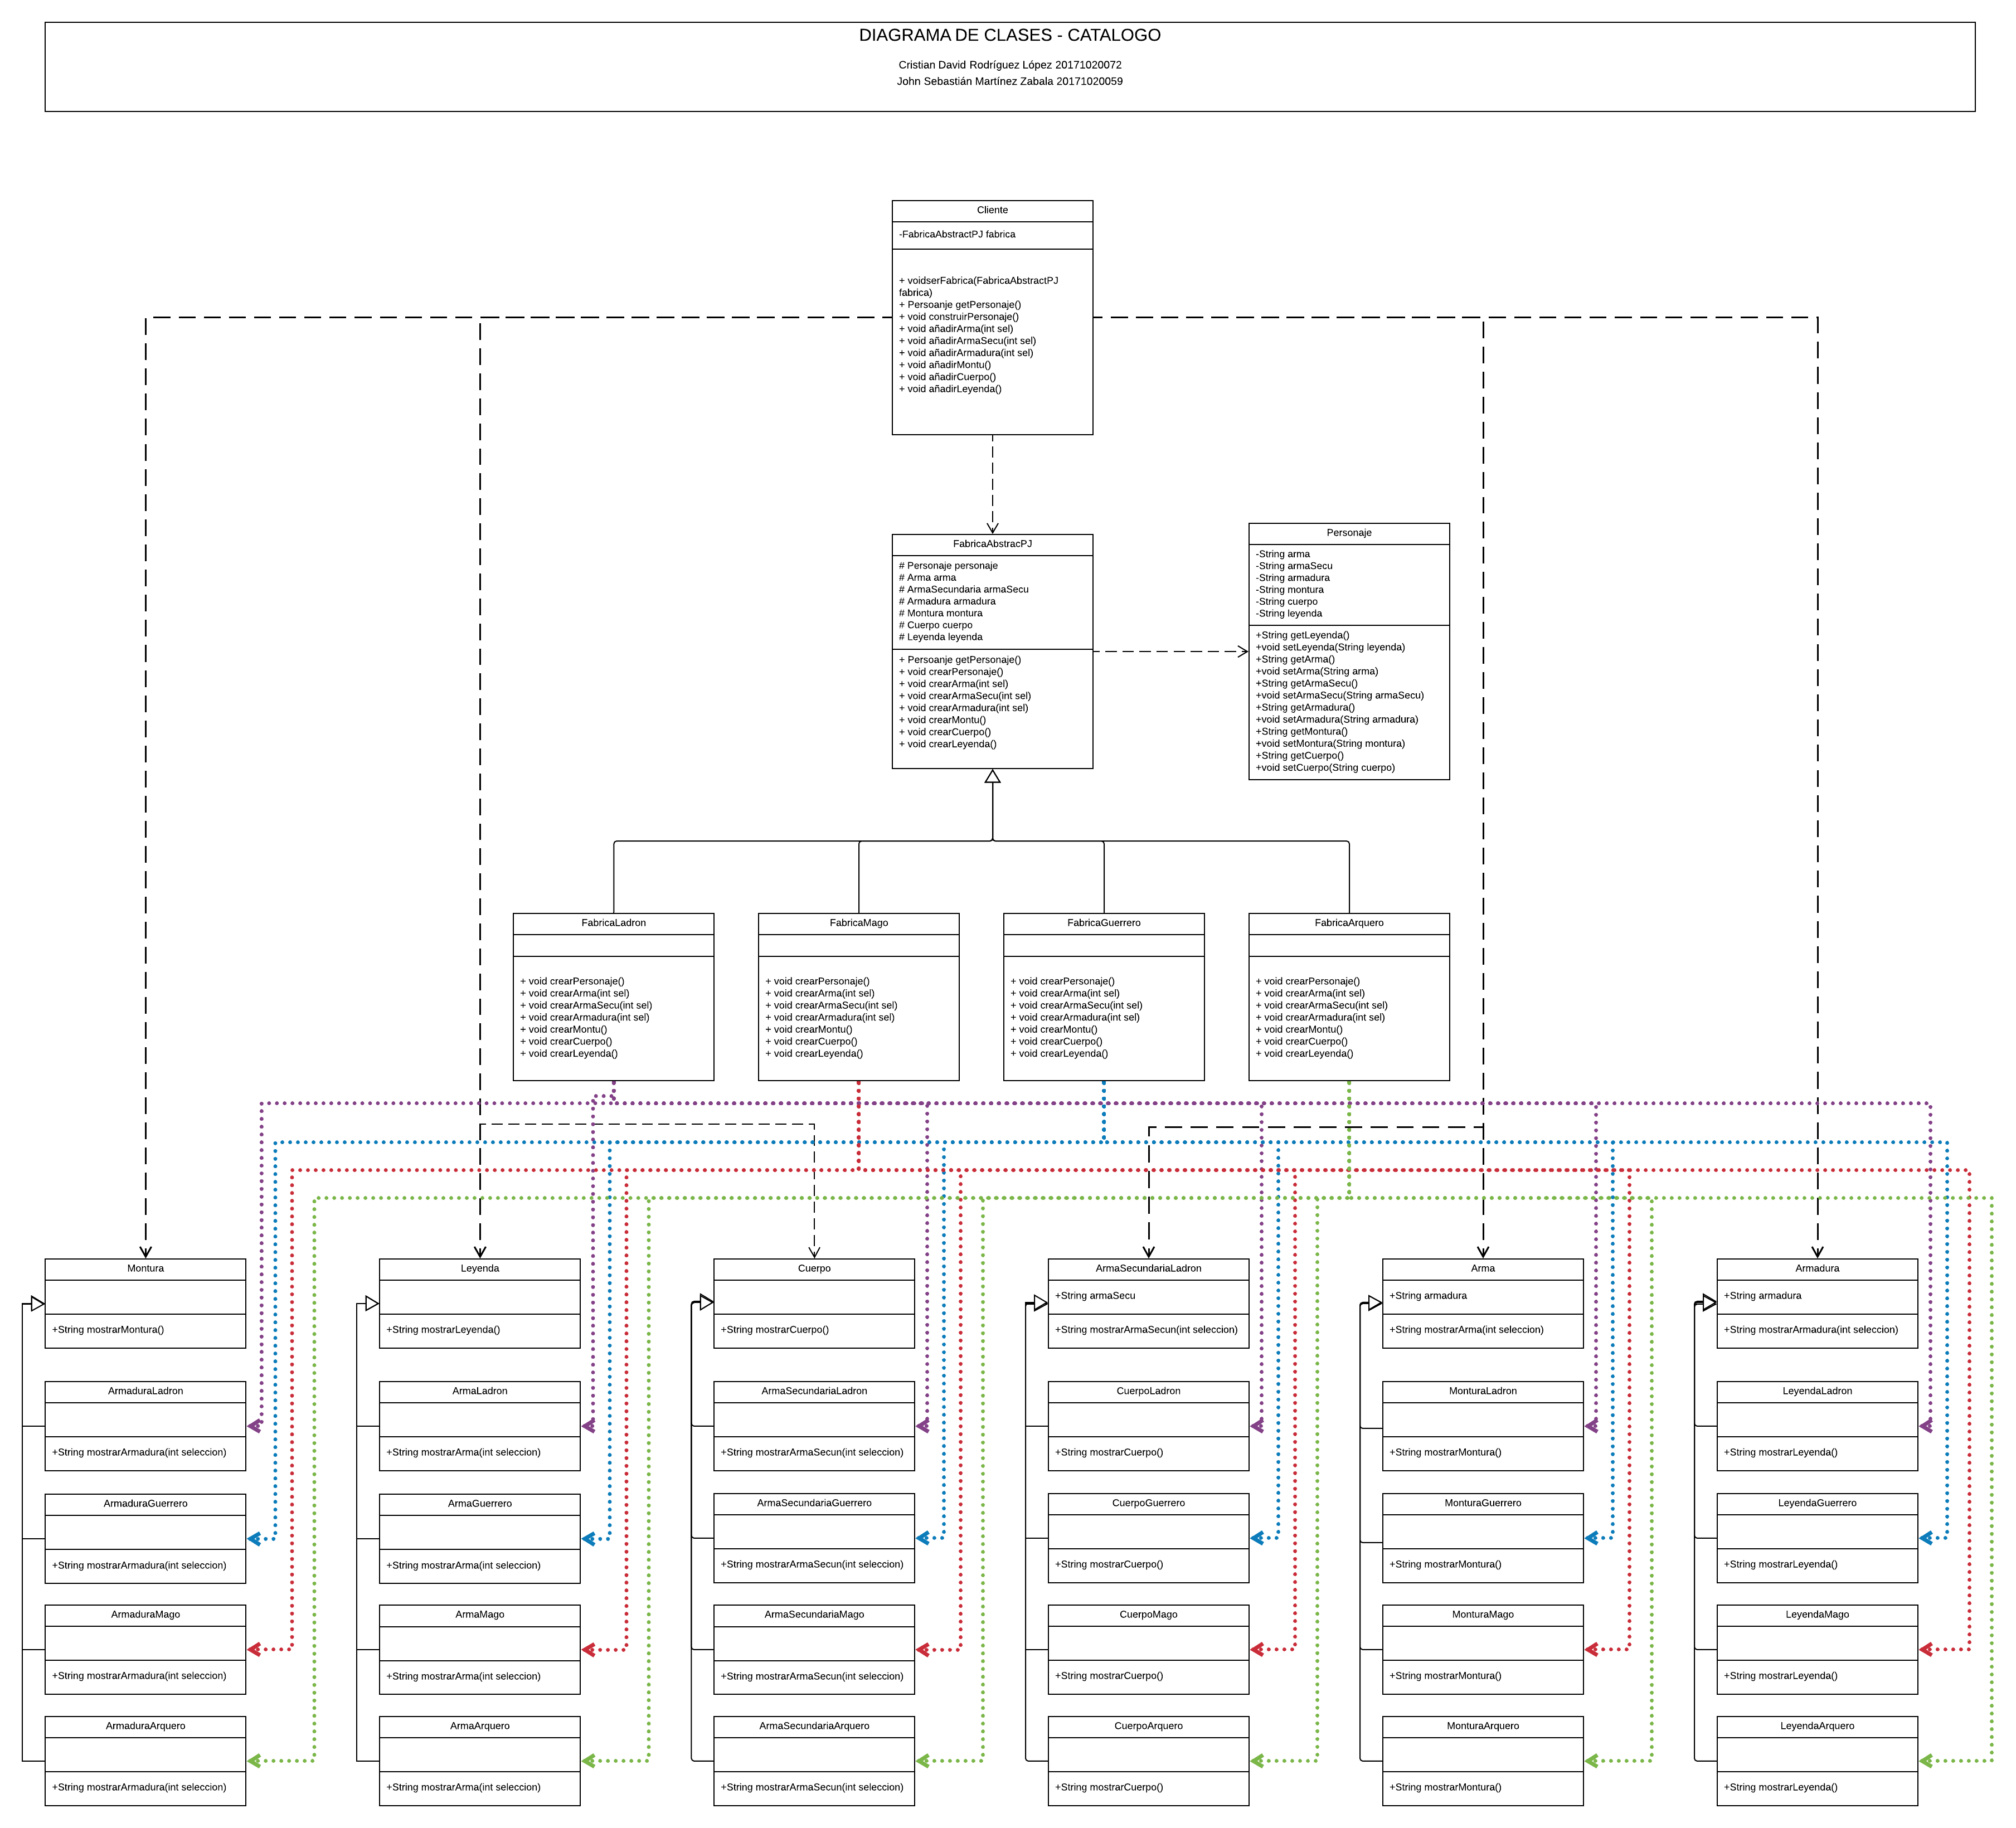 DIAGRAMA DE CLASES - CATALOGO
Cristian David Rodríguez López 20171020072
John Sebastián Martínez Zabala 20171020059
Cliente
-FabricaAbstractPJ fabrica
+ voidserFabrica(FabricaAbstractPJ
fabrica)
+ Persoanje getPersonaje()
+ void construirPersonaje()
+ void añadirArma(int sel)
+ void añadirArmaSecu(int sel)
+ void añadirArmadura(int sel)
+ void añadirMontu()
+ void añadirCuerpo()
+ void añadirLeyenda()
FabricaAbstracPJ
# Personaje personaje
# Arma arma
# ArmaSecundaria armaSecu
# Armadura armadura
# Montura montura
# Cuerpo cuerpo
# Leyenda leyenda
+ Persoanje getPersonaje()
+ void crearPersonaje()
+ void crearArma(int sel)
+ void crearArmaSecu(int sel)
+ void crearArmadura(int sel)
+ void crearMontu()
+ void crearCuerpo()
+ void crearLeyenda()
Personaje
-String arma
-String armaSecu
-String armadura
-String montura
-String cuerpo
-String leyenda
+String getLeyenda()
+void setLeyenda(String leyenda)
+String getArma()
+void setArma(String arma)
+String getArmaSecu()
+void setArmaSecu(String armaSecu)
+String getArmadura()
+void setArmadura(String armadura)
+String getMontura()
+void setMontura(String montura)
+String getCuerpo()
+void setCuerpo(String cuerpo)
FabricaLadron
+ void crearPersonaje()
+ void crearArma(int sel)
+ void crearArmaSecu(int sel)
+ void crearArmadura(int sel)
+ void crearMontu()
+ void crearCuerpo()
+ void crearLeyenda()
FabricaMago
+ void crearPersonaje()
+ void crearArma(int sel)
+ void crearArmaSecu(int sel)
+ void crearArmadura(int sel)
+ void crearMontu()
+ void crearCuerpo()
+ void crearLeyenda()
FabricaGuerrero
+ void crearPersonaje()
+ void crearArma(int sel)
+ void crearArmaSecu(int sel)
+ void crearArmadura(int sel)
+ void crearMontu()
+ void crearCuerpo()
+ void crearLeyenda()
FabricaArquero
+ void crearPersonaje()
+ void crearArma(int sel)
+ void crearArmaSecu(int sel)
+ void crearArmadura(int sel)
+ void crearMontu()
+ void crearCuerpo()
+ void crearLeyenda()
Montura
+String mostrarMontura()
Leyenda
+String mostrarLeyenda()
Cuerpo
+String mostrarCuerpo()
ArmaSecundariaLadron
+String armaSecu
+String mostrarArmaSecun(int seleccion)
Arma
+String armadura
+String mostrarArma(int seleccion)
Armadura
+String armadura
+String mostrarArmadura(int seleccion)
ArmaduraLadron
+String mostrarArmadura(int seleccion)
ArmaLadron
+String mostrarArma(int seleccion)
ArmaSecundariaLadron
+String mostrarArmaSecun(int seleccion)
CuerpoLadron
+String mostrarCuerpo()
MonturaLadron
+String mostrarMontura()
LeyendaLadron
+String mostrarLeyenda()
ArmaduraGuerrero
+String mostrarArmadura(int seleccion)
ArmaGuerrero
+String mostrarArma(int seleccion)
ArmaSecundariaGuerrero
+String mostrarArmaSecun(int seleccion)
CuerpoGuerrero
+String mostrarCuerpo()
MonturaGuerrero
+String mostrarMontura()
LeyendaGuerrero
+String mostrarLeyenda()
ArmaduraMago
+String mostrarArmadura(int seleccion)
ArmaMago
+String mostrarArma(int seleccion)
ArmaSecundariaMago
+String mostrarArmaSecun(int seleccion)
CuerpoMago
+String mostrarCuerpo()
MonturaMago
+String mostrarMontura()
LeyendaMago
+String mostrarLeyenda()
ArmaduraArquero
+String mostrarArmadura(int seleccion)
ArmaArquero
+String mostrarArma(int seleccion)
ArmaSecundariaArquero
+String mostrarArmaSecun(int seleccion)
CuerpoArquero
+String mostrarCuerpo()
MonturaArquero
+String mostrarMontura()
LeyendaArquero
+String mostrarLeyenda()